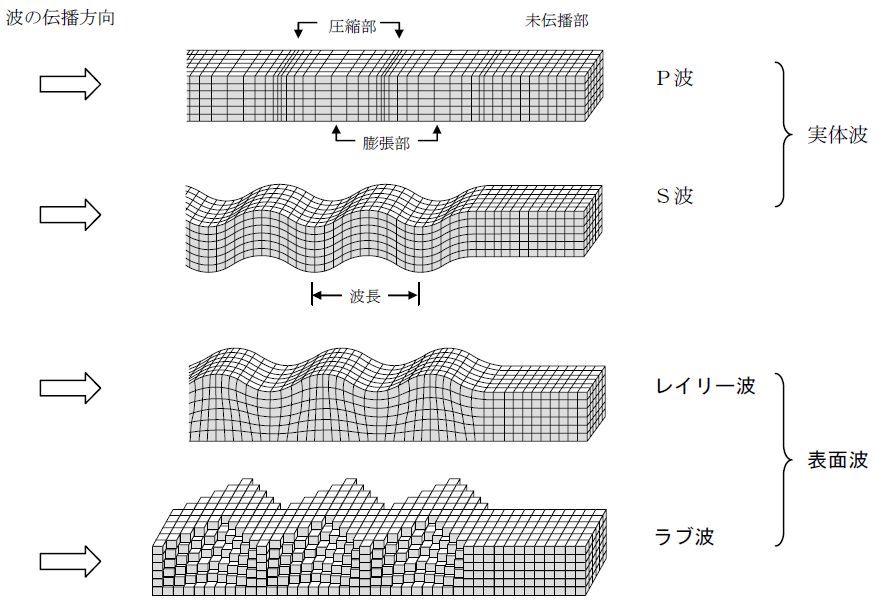 波の伝播方向
圧縮部
未伝播部
P波
膨張部
実体波
S波
波長
レイリー波
表面波
ラブ波